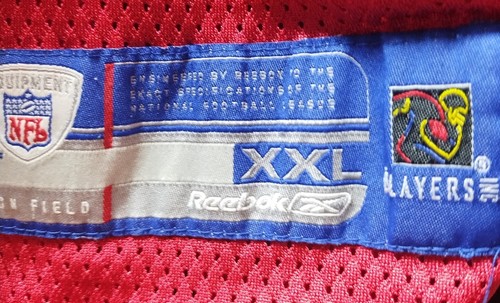 EQUIPMENT
NFL
ON FIELD
ENGINEERED BY REEBOK TO THE
EXACT SPECIFICATIONS OF THE
NATIONAL FOOTBALL LEAGUE
XXL
Reebok
PLAYERS INC
®